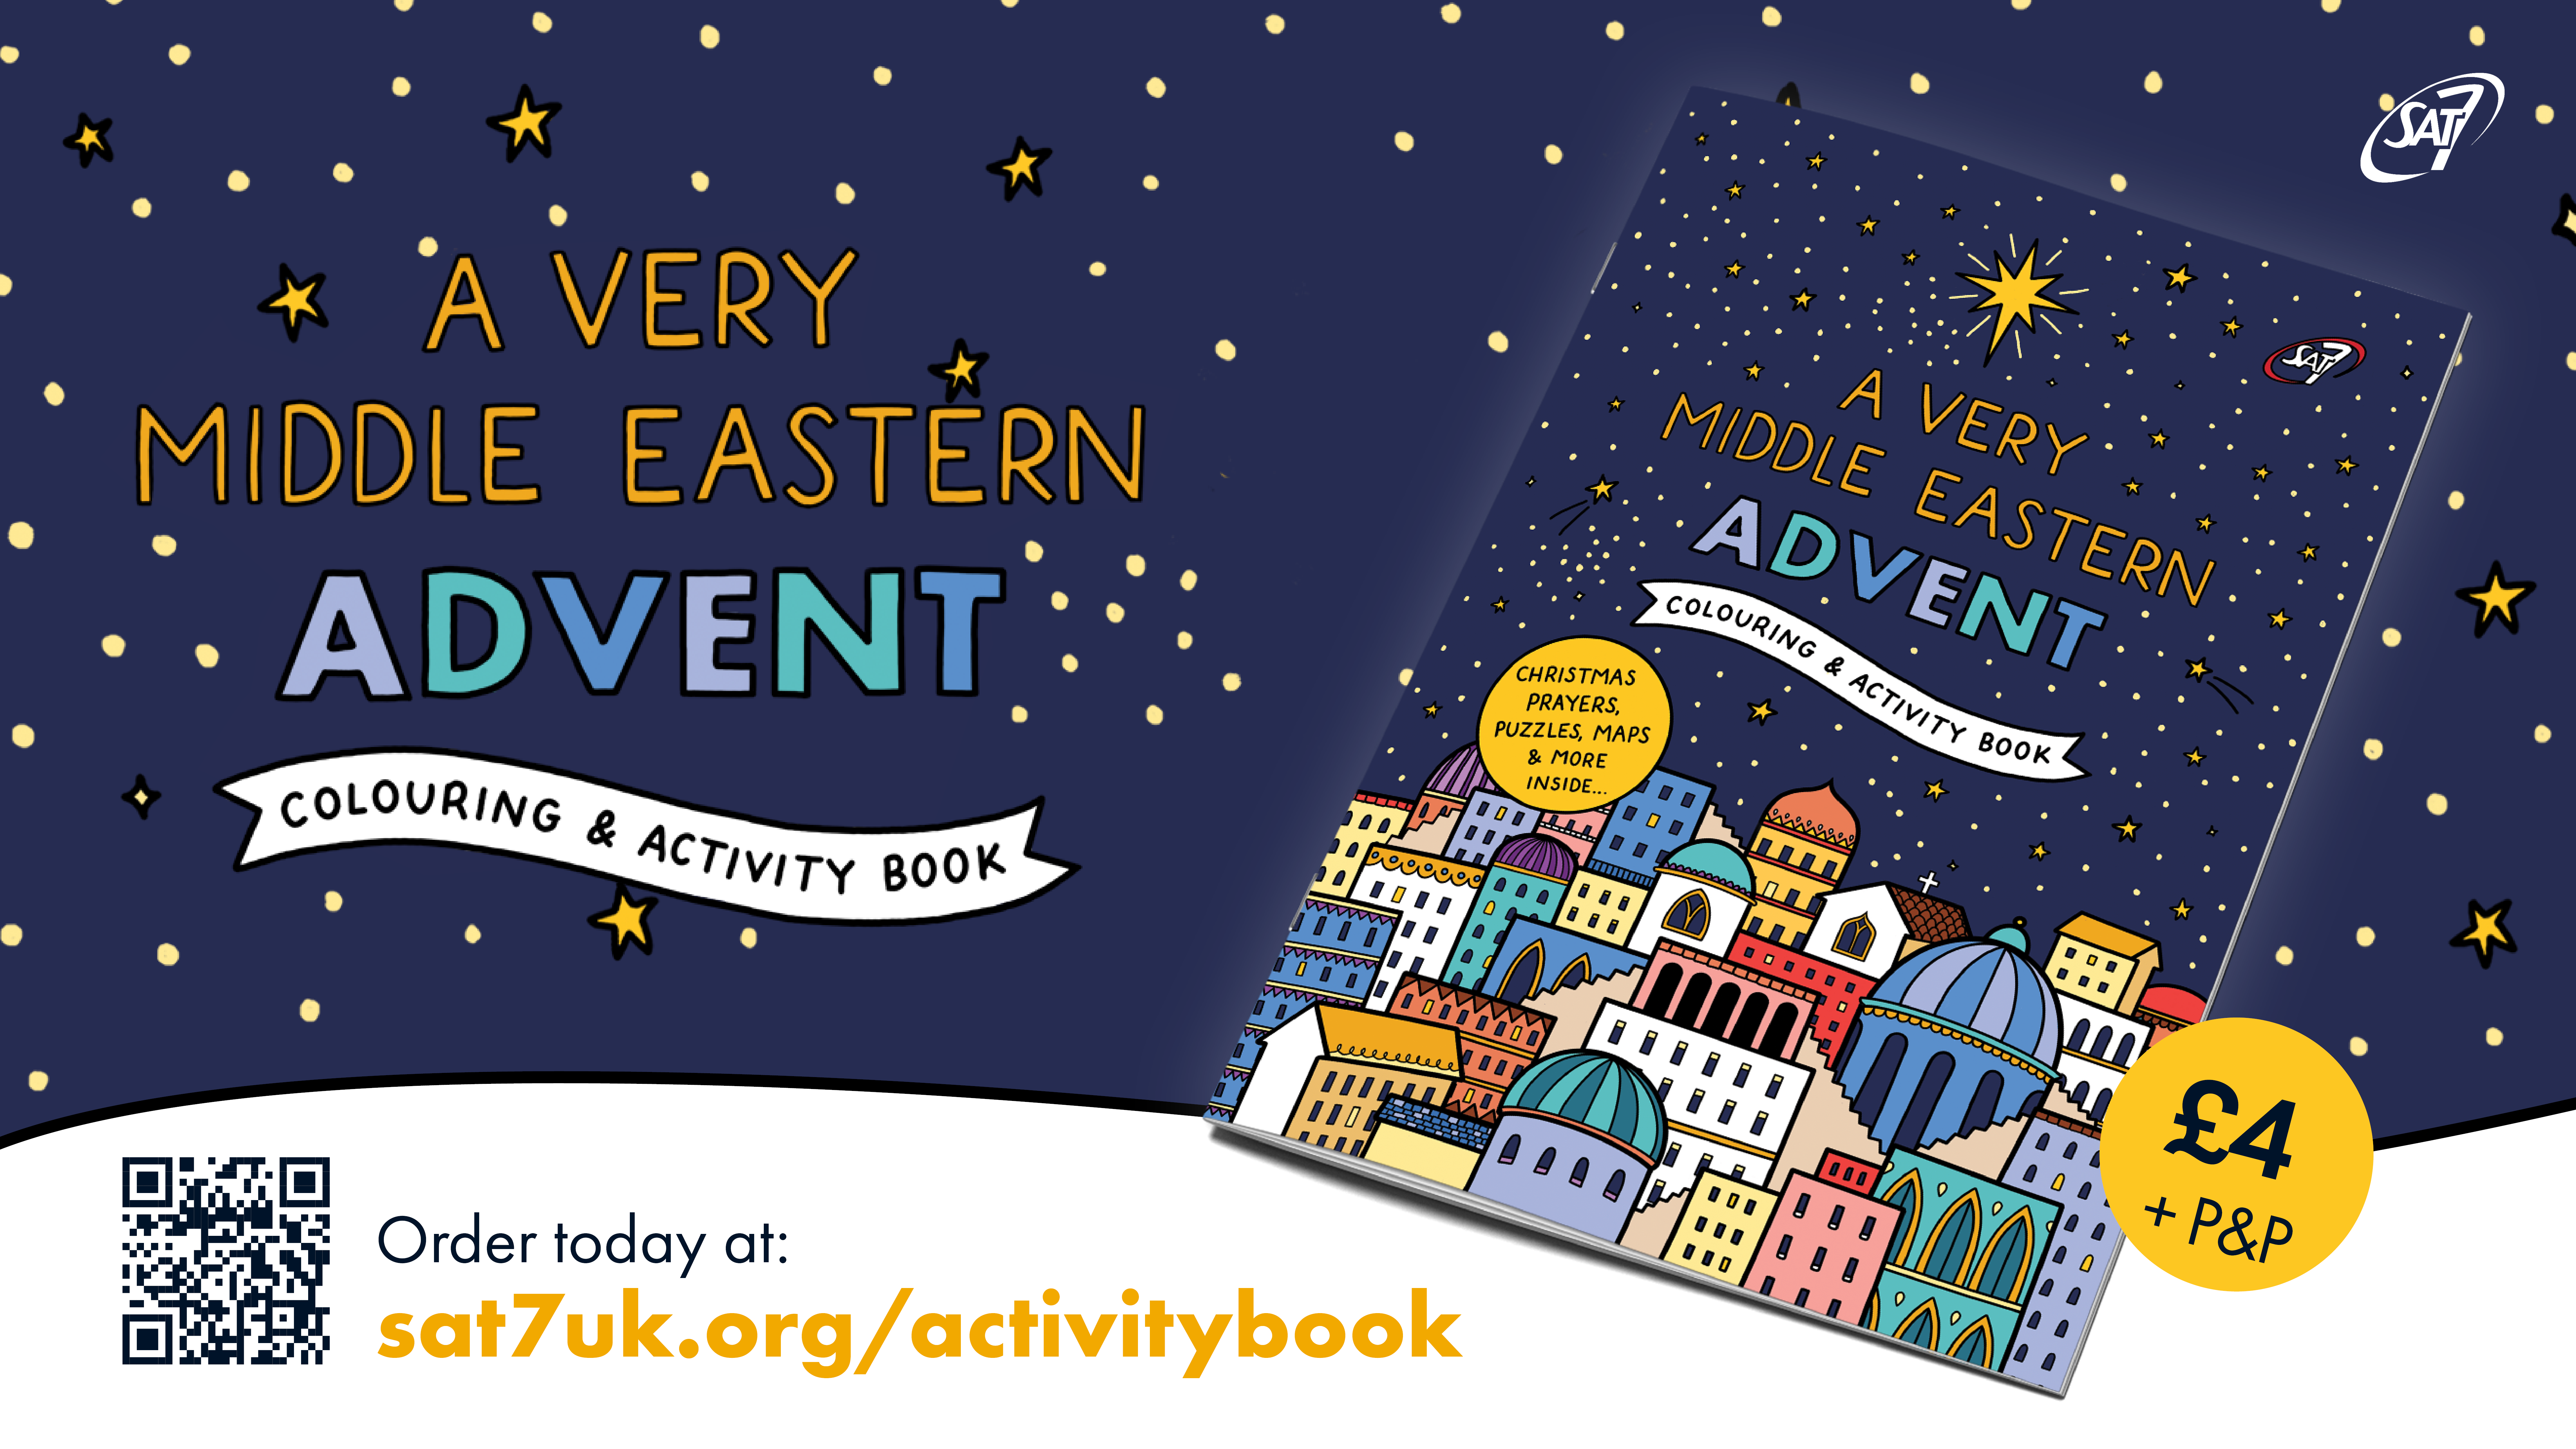 A VERY
MIDDLE EASTERN
ADVENT
COLOURING & ACTIVITY BOOK
Order today at:
sat7uk.org/activitybook
SAT7
SAT7
A VERY
MIDDLE EASTERN
ADVENT
COLOURING & ACTIVITY BOOK
CHRISTMAS
PRAYERS,
PUZZLES, MAPS
& MORE
INSIDE...
£4
+ P&P